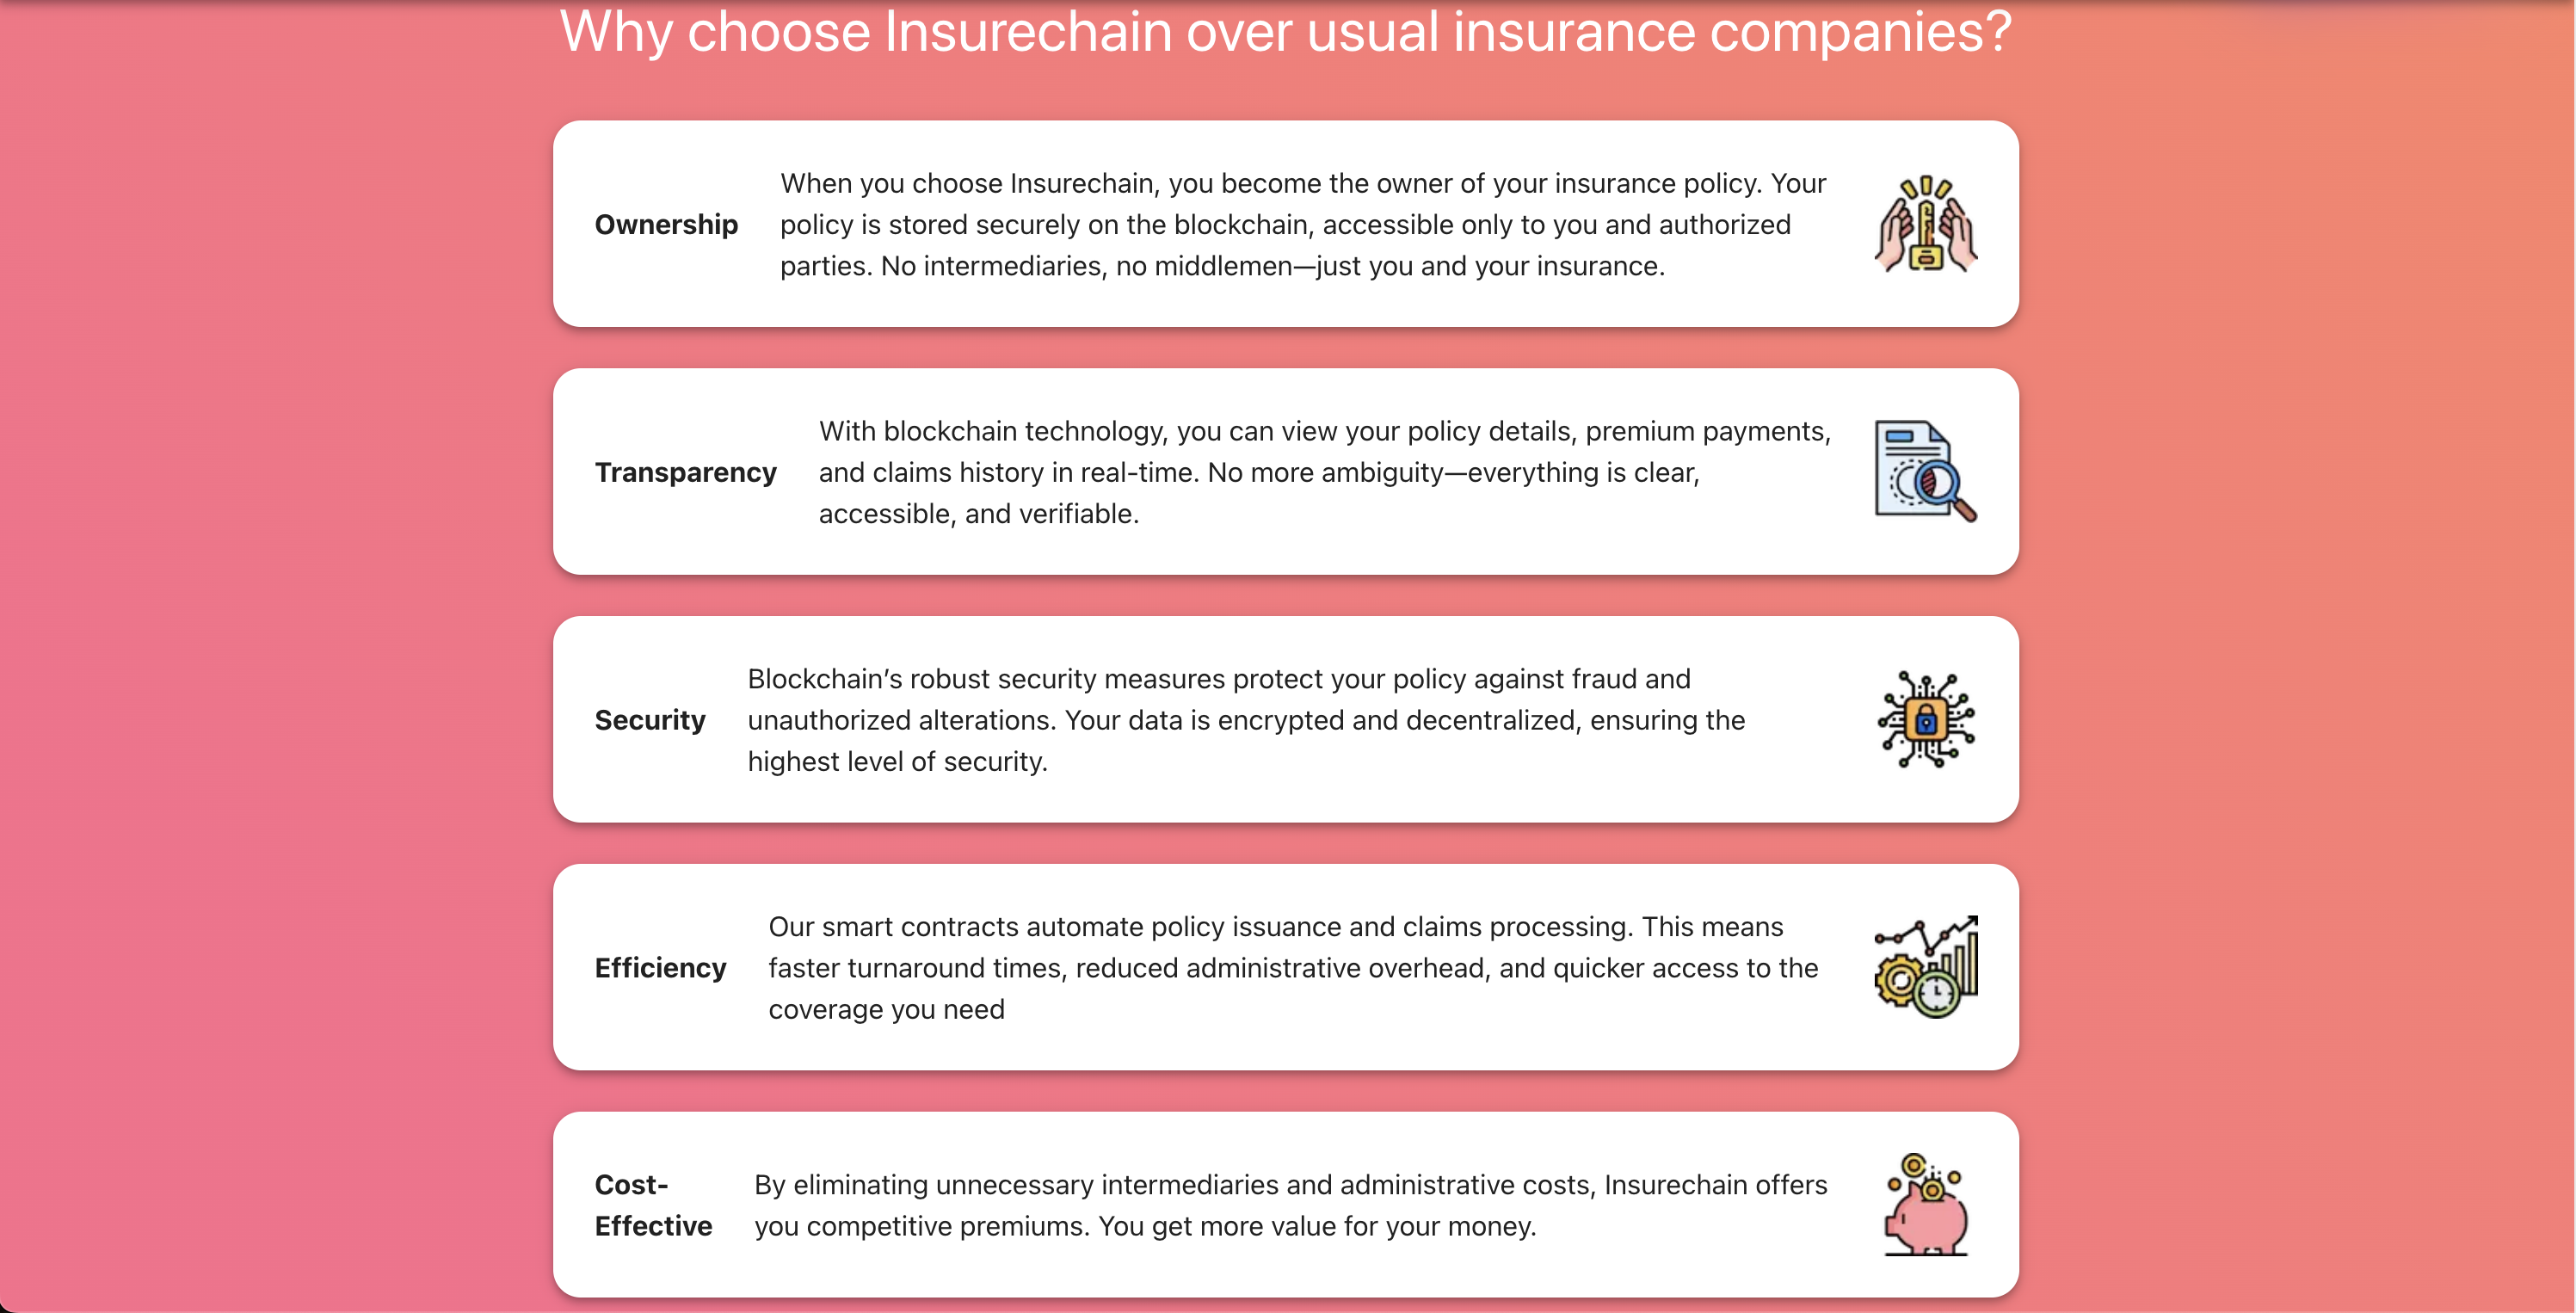 Why choose Insurechain over usual insurance companies?
Ownership
When you choose Insurechain, you become the owner of your insurance policy. Your
policy is stored securely on the blockchain, accessible only to you and authorized
parties. No intermediaries, no middlemen—just you and your insurance.
Transparency
With blockchain technology, you can view your policy details, premium payments,
and claims history in real-time. No more ambiguity—everything is clear,
accessible, and verifiable.
Security
Blockchain’s robust security measures protect your policy against fraud and
unauthorized alterations. Your data is encrypted and decentralized, ensuring the
highest level of security.
Efficiency
Our smart contracts automate policy issuance and claims processing. This means
faster turnaround times, reduced administrative overhead, and quicker access to the
coverage you need
Cost-
Effective
By eliminating unnecessary intermediaries and administrative costs, Insurechain offers
you competitive premiums. You get more value for your money.